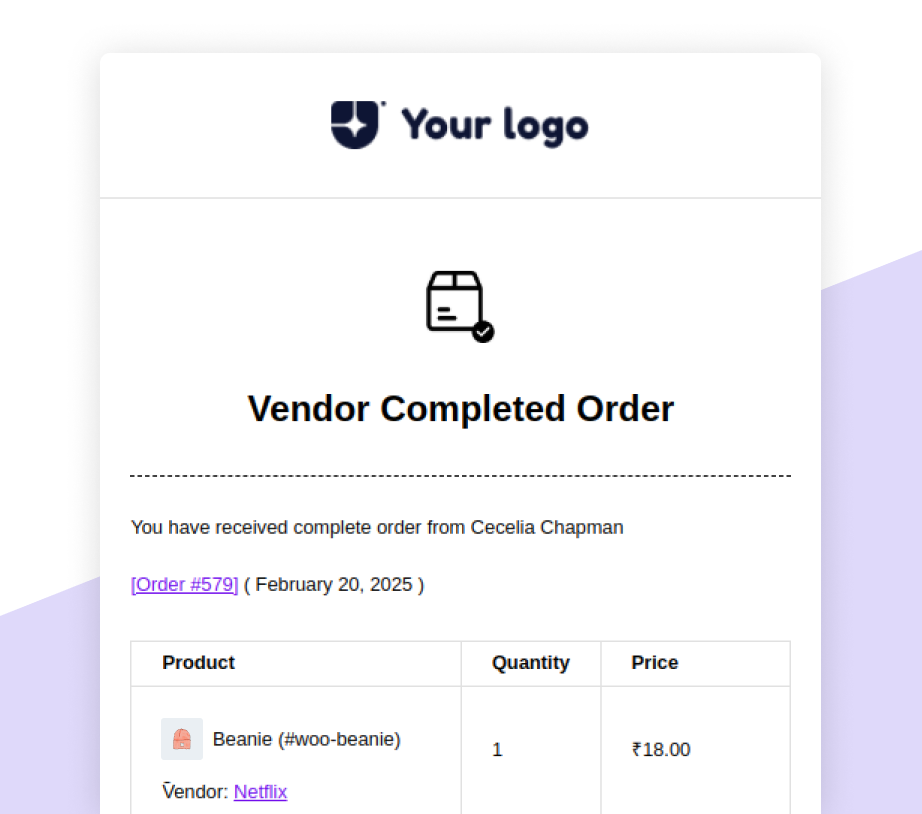 Your logo
Vendor Completed Order
You have received complete order from Cecelia Chapman
[Order #579] ( February 20, 2025 )
Product Quantity Price
Beanie (#woo-beanie) 1 ₹18.00
Vendor: Netflix